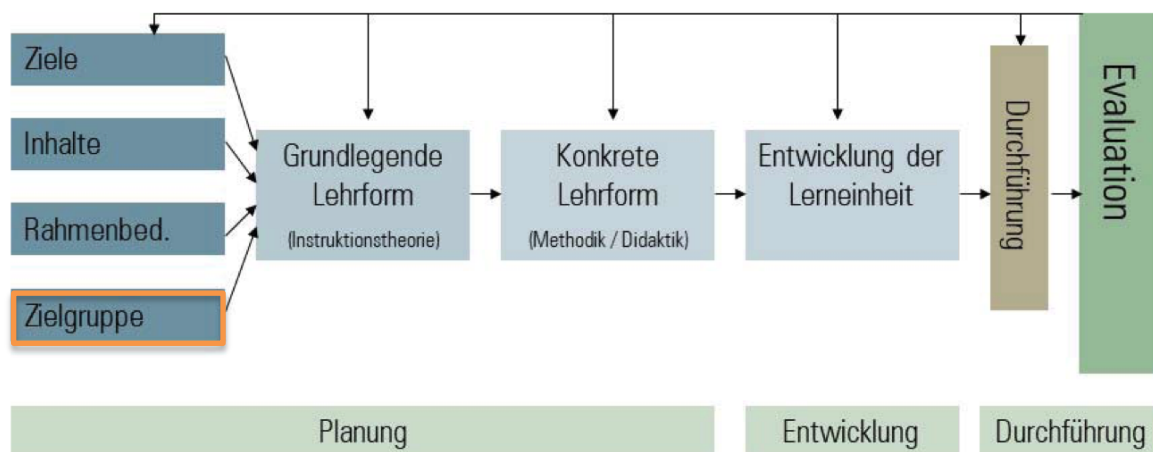 Ziele
Inhalte
Rahmenbed.
Zielgruppe
Grundlegende
Lehrform
(Instruktionstheorie)
Konkrete
Lehrform
(Methodik / Didaktik)
Entwicklung der
Lerneinheit
Durchführung
Evaluation
Planung
Entwicklung
Durchführung